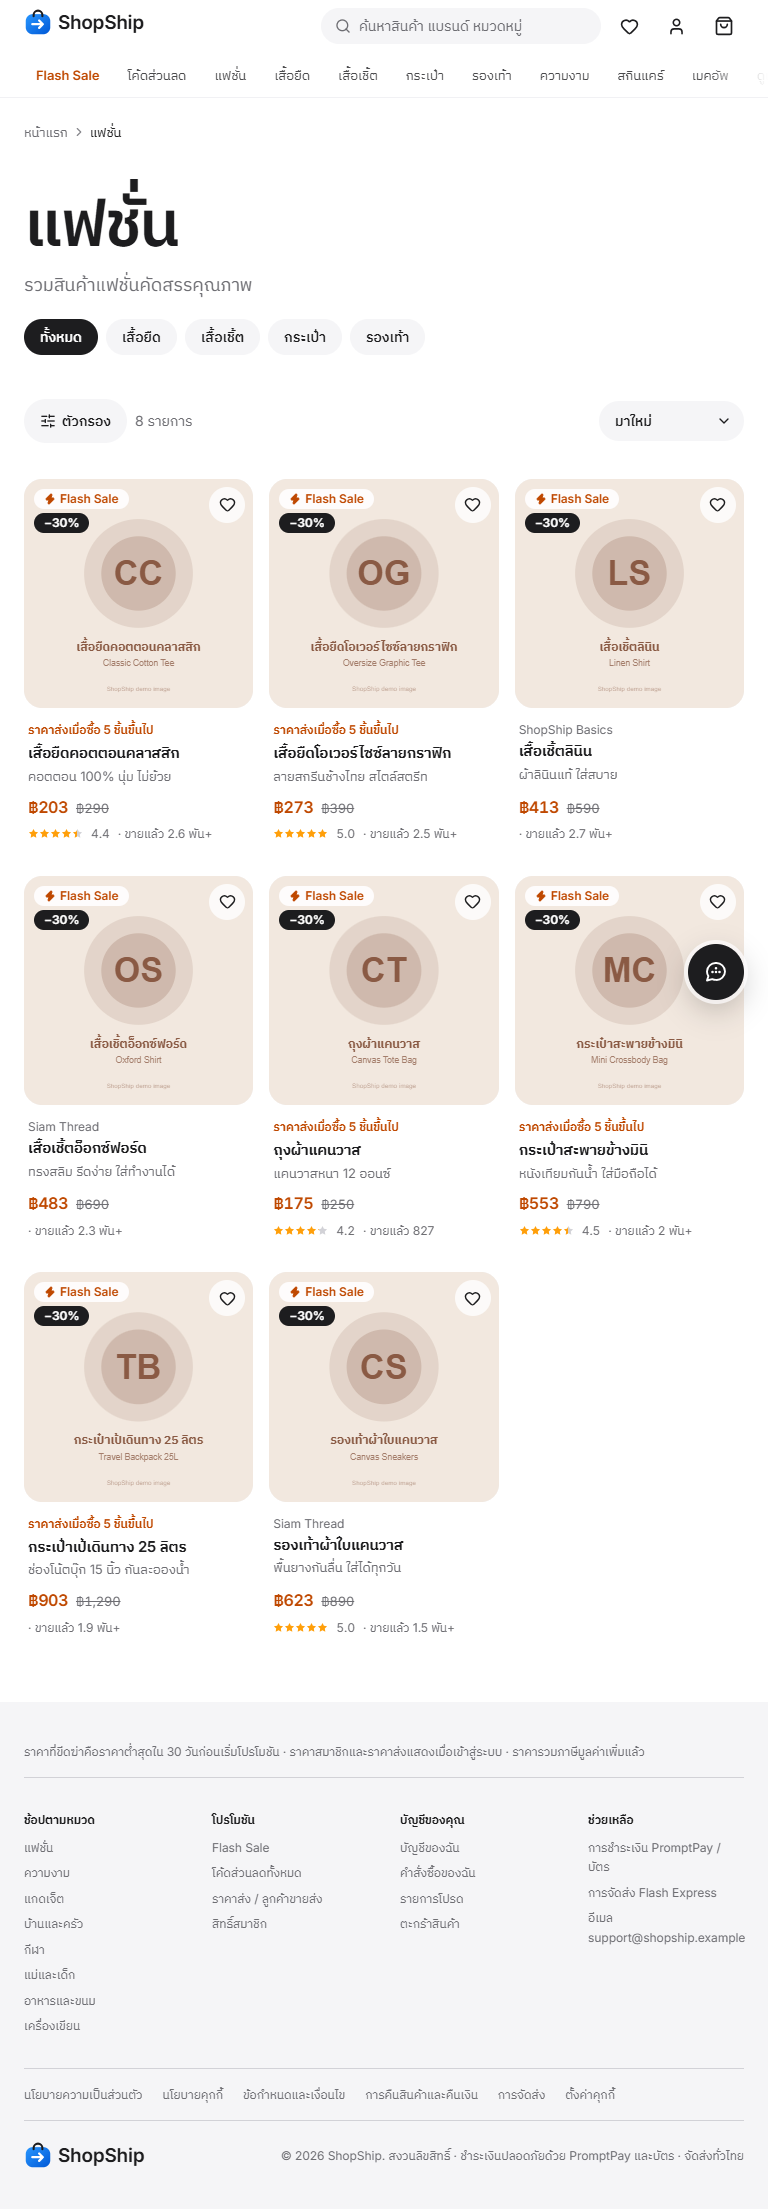 ShopShip
ค้นหาสินค้า แบรนด์ หมวดหมู่
Flash Sale โค้ดส่วนลด แฟชั่น เสื้อยืด เสื้อเชิ้ต กระเป๋า รองเท้า ความงาม สกินแคร์ เมคอัพ
หน้าแรก > แฟชั่น
แฟชั่น
รวมสินค้าแฟชั่นคัดสรรคุณภาพ
ทั้งหมด เสื้อยืด เสื้อเชิ้ต กระเป๋า รองเท้า
ตัวกรอง 8 รายการ มาใหม่
Flash Sale
−30%
CC
เสื้อยืดคอตตอนคลาสสิก
Classic Cotton Tee
ShopShip demo image
ราคาส่งเมื่อซื้อ 5 ชิ้นขึ้นไป
เสื้อยืดคอตตอนคลาสสิก
คอตตอน 100% นุ่ม ไม่ย้วย
฿203 ฿290
4.4 · ขายแล้ว 2.6 พัน+
Flash Sale
−30%
OG
เสื้อยืดโอเวอร์ไซซ์ลายกราฟิก
Oversize Graphic Tee
ShopShip demo image
ราคาส่งเมื่อซื้อ 5 ชิ้นขึ้นไป
เสื้อยืดโอเวอร์ไซซ์ลายกราฟิก
ลายสกรีนช้างไทย สไตล์สตรีท
฿273 ฿390
5.0 · ขายแล้ว 2.5 พัน+
Flash Sale
−30%
LS
เสื้อเชิ้ตลินิน
Linen Shirt
ShopShip demo image
ShopShip Basics
เสื้อเชิ้ตลินิน
ผ้าลินินแท้ ใส่สบาย
฿413 ฿590
· ขายแล้ว 2.7 พัน+
Flash Sale
−30%
OS
เสื้อเชิ้ตอ็อกซ์ฟอร์ด
Oxford Shirt
ShopShip demo image
Siam Thread
เสื้อเชิ้ตอ็อกซ์ฟอร์ด
ทรงสลิม รีดง่าย ใส่ทำงานได้
฿483 ฿690
· ขายแล้ว 2.3 พัน+
Flash Sale
−30%
CT
ถุงผ้าแคนวาส
Canvas Tote Bag
ShopShip demo image
ราคาส่งเมื่อซื้อ 5 ชิ้นขึ้นไป
ถุงผ้าแคนวาส
แคนวาสหนา 12 ออนซ์
฿175 ฿250
4.2 · ขายแล้ว 827
Flash Sale
−30%
MC
กระเป๋าสะพายข้างมินิ
Mini Crossbody Bag
ShopShip demo image
ราคาส่งเมื่อซื้อ 5 ชิ้นขึ้นไป
กระเป๋าสะพายข้างมินิ
หนังเทียมกันน้ำ ใส่มือถือได้
฿553 ฿790
4.5 · ขายแล้ว 2 พัน+
Flash Sale
−30%
TB
กระเป๋าเป้เดินทาง 25 ลิตร
Travel Backpack 25L
ShopShip demo image
ราคาส่งเมื่อซื้อ 5 ชิ้นขึ้นไป
กระเป๋าเป้เดินทาง 25 ลิตร
ช่องโน้ตบุ๊ก 15 นิ้ว กันละอองน้ำ
฿903 ฿1,290
· ขายแล้ว 1.9 พัน+
Flash Sale
−30%
CS
รองเท้าผ้าใบแคนวาส
Canvas Sneakers
ShopShip demo image
Siam Thread
รองเท้าผ้าใบแคนวาส
พื้นยางกันลื่น ใส่ได้ทุกวัน
฿623 ฿890
5.0 · ขายแล้ว 1.5 พัน+
ราคาที่ขีดฆ่าคือราคาต่ำสุดใน 30 วันก่อนเริ่มโปรโมชัน · ราคาสมาชิกและราคาส่งแสดงเมื่อเข้าสู่ระบบ · ราคารวมภาษีมูลค่าเพิ่มแล้ว
ช้อปตามหมวด
แฟชั่น
ความงาม
แกดเจ็ต
บ้านและครัว
กีฬา
แม่และเด็ก
อาหารและขนม
เครื่องเขียน
โปรโมชัน
Flash Sale
โค้ดส่วนลดทั้งหมด
ราคาส่ง / ลูกค้าขายส่ง
สิทธิ์สมาชิก
บัญชีของคุณ
บัญชีของฉัน
คำสั่งซื้อของฉัน
รายการโปรด
ตะกร้าสินค้า
ช่วยเหลือ
การชำระเงิน PromptPay /
บัตร
การจัดส่ง Flash Express
อีเมล
support@shopship.example
นโยบายความเป็นส่วนตัว นโยบายคุกกี้ ข้อกำหนดและเงื่อนไข การคืนสินค้าและคืนเงิน การจัดส่ง ตั้งค่าคุกกี้
ShopShip
© 2026 ShopShip. สงวนลิขสิทธิ์ · ชำระเงินปลอดภัยด้วย PromptPay และบัตร · จัดส่งทั่วไทย